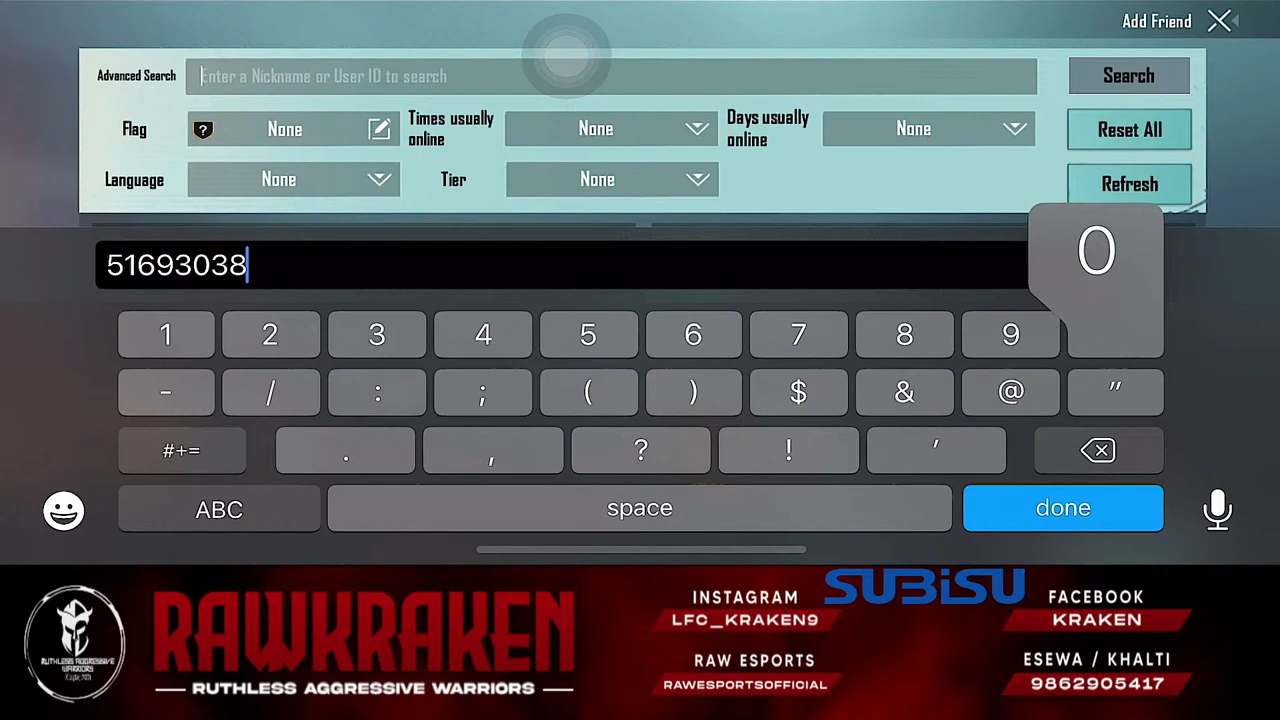 Add Friend
Advanced Search
Enter a Nickname or User ID to search
Search
Flag
?
None
Times usually online
None
Days usually online
None
Reset All
Language
None
Tier
None
Refresh
51693038
0
1 2 3 4 5 6 7 8 9
- / : ; ( ) $ & @ "
#+= . , ? ! '
ABC space done
RAWKRAKEN
RUTHLESS AGGRESSIVE WARRIORS
RUTHLESS AGGRESSIVE
WARRIORS
INSTAGRAM
LFC_KRAKEN9
RAW ESPORTS
RAWESPORTSOFFICIAL
SUBISU
FACEBOOK
KRAKEN
ESEWA / KHALTI
9862905417